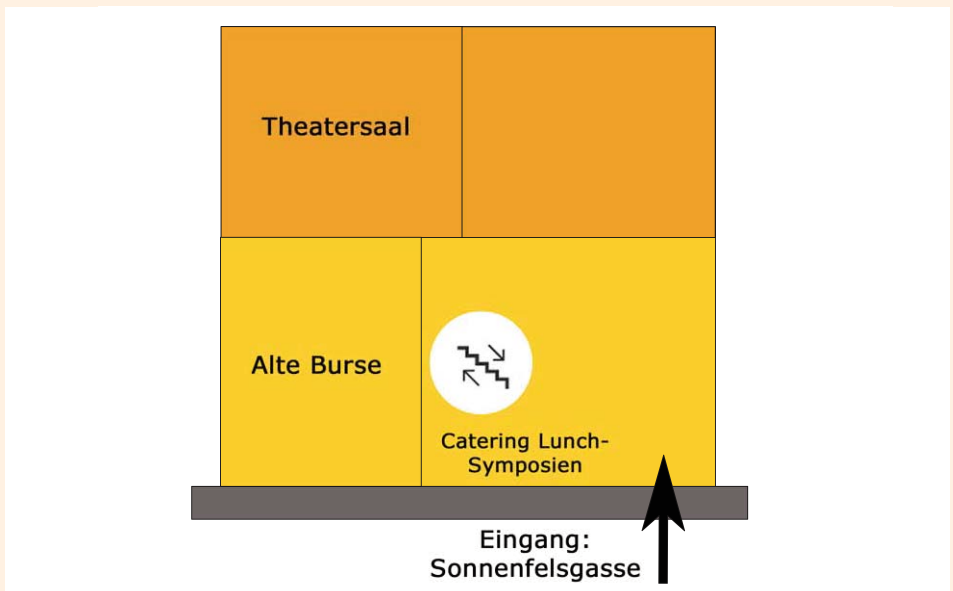 Theatersaal
Alte Burse
Catering Lunch-
Symposien
Eingang:
Sonnenfelsgasse